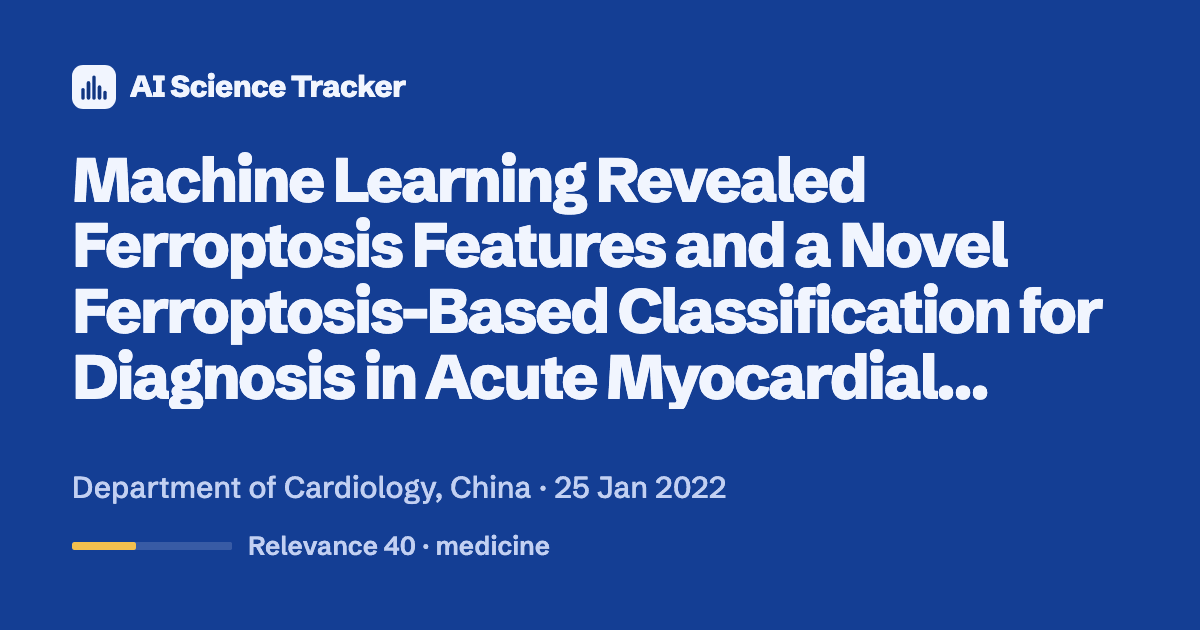 AI Science Tracker
Machine Learning Revealed
Ferroptosis Features and a Novel
Ferroptosis-Based Classification for
Diagnosis in Acute Myocardial...
Department of Cardiology, China · 25 Jan 2022
Relevance 40 · medicine